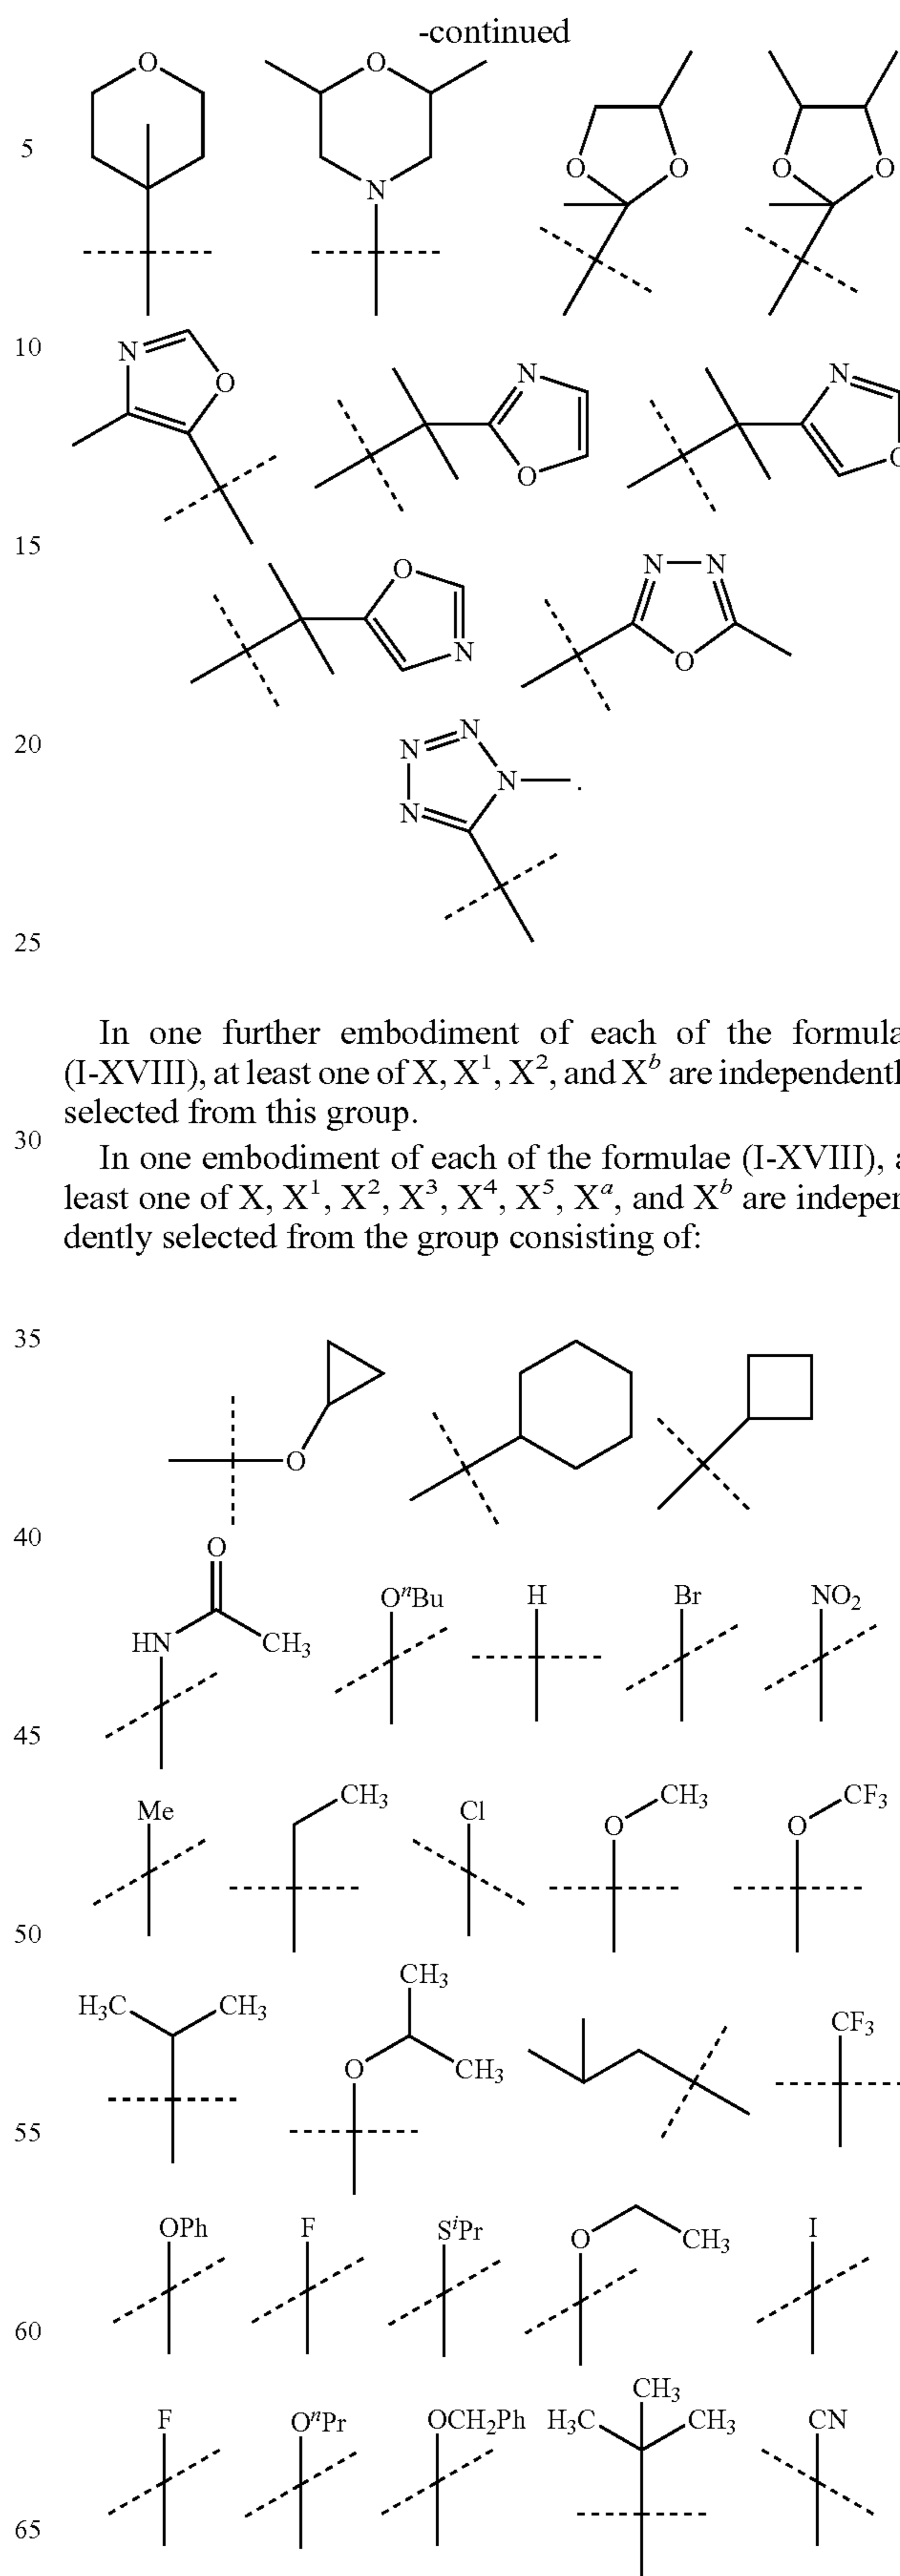 -continued
O O
5
O O O O
N
10
N O N N
O O
15
O N N
N O
20
N N
N N
.
25
In one further embodiment of each of the formula
(I-XVIII), at least one of X, X¹, X², and Xᵇ are independentl
selected from this group.
30
In one embodiment of each of the formulae (I-XVIII), a
least one of X, X¹, X², X³, X⁴, X⁵, Xᵃ, and Xᵇ are indepen
dently selected from the group consisting of:
35
O
40
O
HN CH₃ OⁿBu H Br NO₂
45
Me CH₃ Cl O CH₃ O CF₃
50
H₃C CH₃ CH₃ O CH₃ CF₃
55
OPh F SⁱPr O CH₃ I
60
CH₃
F OⁿPr OCH₂Ph H₃C CH₃ CN
65